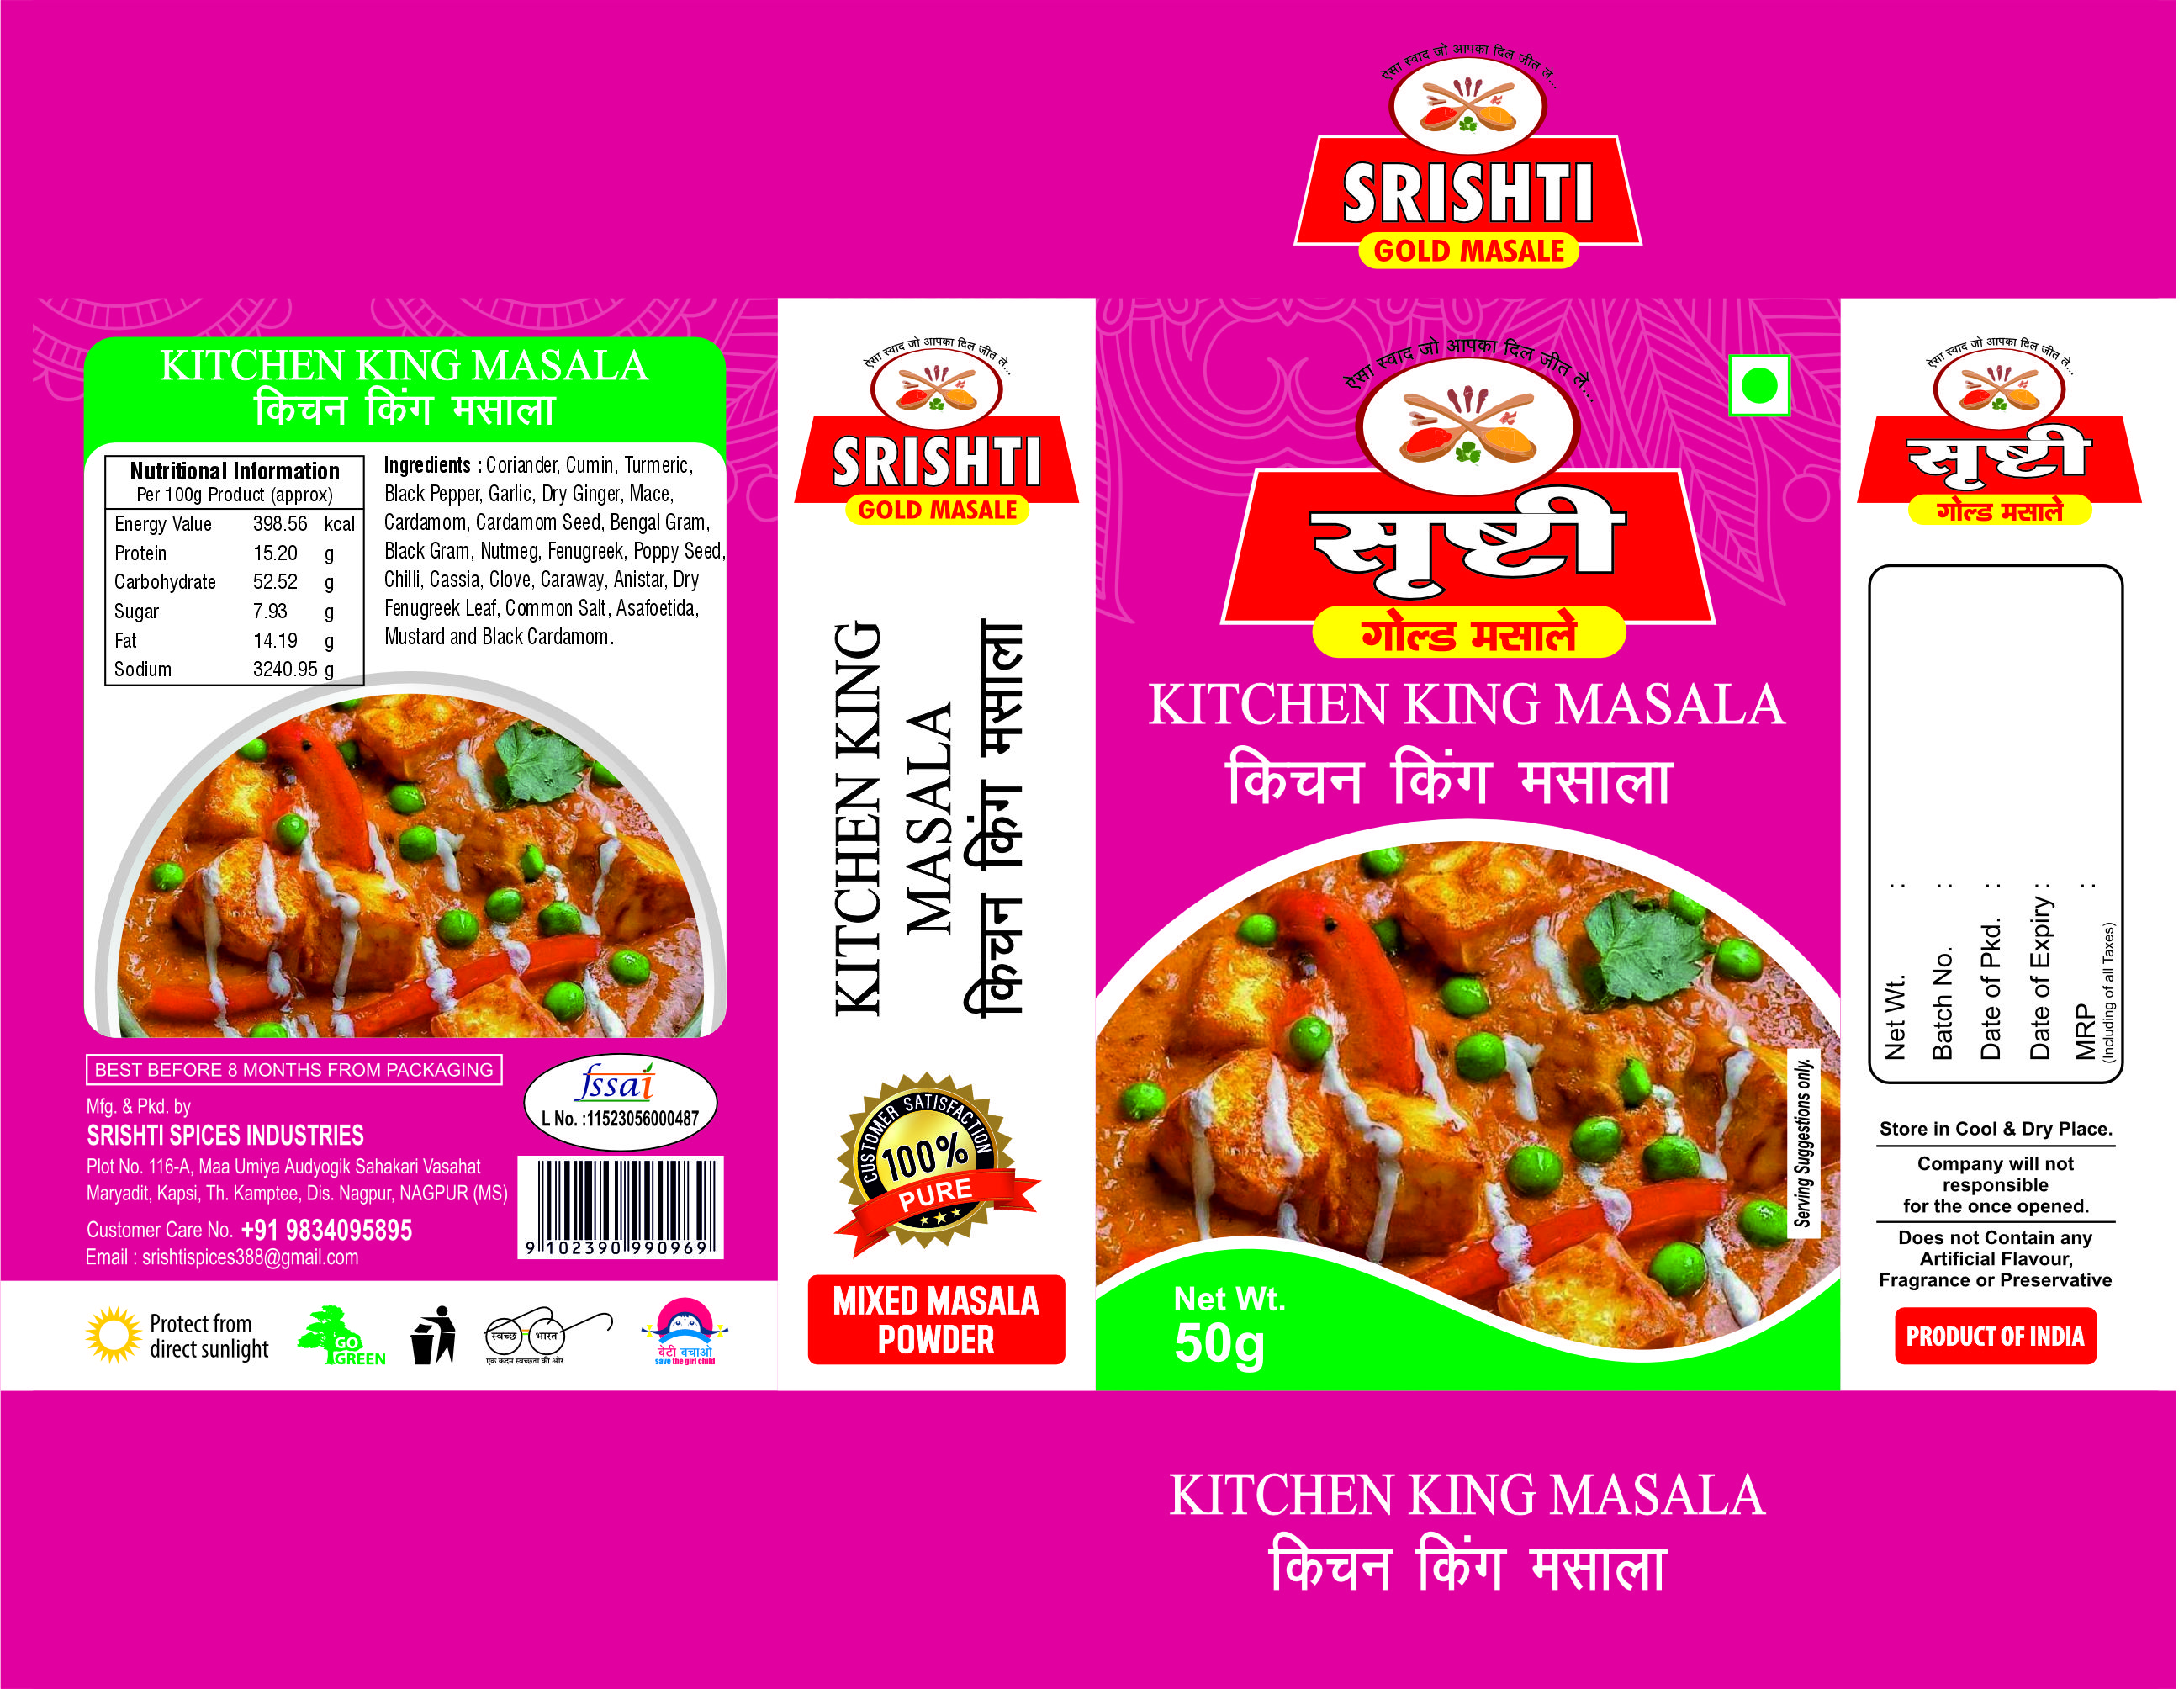 ऐसा स्वाद जो आपका दिल जीत ले...
SRISHTI
GOLD MASALE
KITCHEN KING MASALA
किचन किंग मसाला
Nutritional Information
Per 100g Product (approx)
Energy Value 398.56 kcal
Protein 15.20 g
Carbohydrate 52.52 g
Sugar 7.93 g
Fat 14.19 g
Sodium 3240.95 g
Ingredients : Coriander, Cumin, Turmeric,
Black Pepper, Garlic, Dry Ginger, Mace,
Cardamom, Cardamom Seed, Bengal Gram,
Black Gram, Nutmeg, Fenugreek, Poppy Seed,
Chilli, Cassia, Clove, Caraway, Anistar, Dry
Fenugreek Leaf, Common Salt, Asafoetida,
Mustard and Black Cardamom.
BEST BEFORE 8 MONTHS FROM PACKAGING
Mfg. & Pkd. by
SRISHTI SPICES INDUSTRIES
Plot No. 116-A, Maa Umiya Audyogik Sahakari Vasahat
Maryadit, Kapsi, Th. Kamptee, Dis. Nagpur, NAGPUR (MS)
Customer Care No. +91 9834095895
Email : srishtispices388@gmail.com
fssai
L No. :11523056000487
9 102390 990969
Protect from
direct sunlight
GO
GREEN
स्वच्छ भारत
एक कदम स्वच्छता की ओर
बेटी बचाओ
save the girl child
ऐसा स्वाद जो आपका दिल जीत ले...
SRISHTI
GOLD MASALE
KITCHEN KING
MASALA
किचन किंग मसाला
CUSTOMER SATISFACTION
100%
PURE
MIXED MASALA
POWDER
ऐसा स्वाद जो आपका दिल जीत ले...
सृष्टी
गोल्ड मसाले
KITCHEN KING MASALA
किचन किंग मसाला
Serving Suggestions only.
Net Wt.
50g
ऐसा स्वाद जो आपका दिल जीत ले...
सृष्टी
गोल्ड मसाले
Net Wt. :
Batch No. :
Date of Pkd. :
Date of Expiry :
MRP :
(Including of all Taxes)
Store in Cool & Dry Place.
Company will not
responsible
for the once opened.
Does not Contain any
Artificial Flavour,
Fragrance or Preservative
PRODUCT OF INDIA
KITCHEN KING MASALA
किचन किंग मसाला